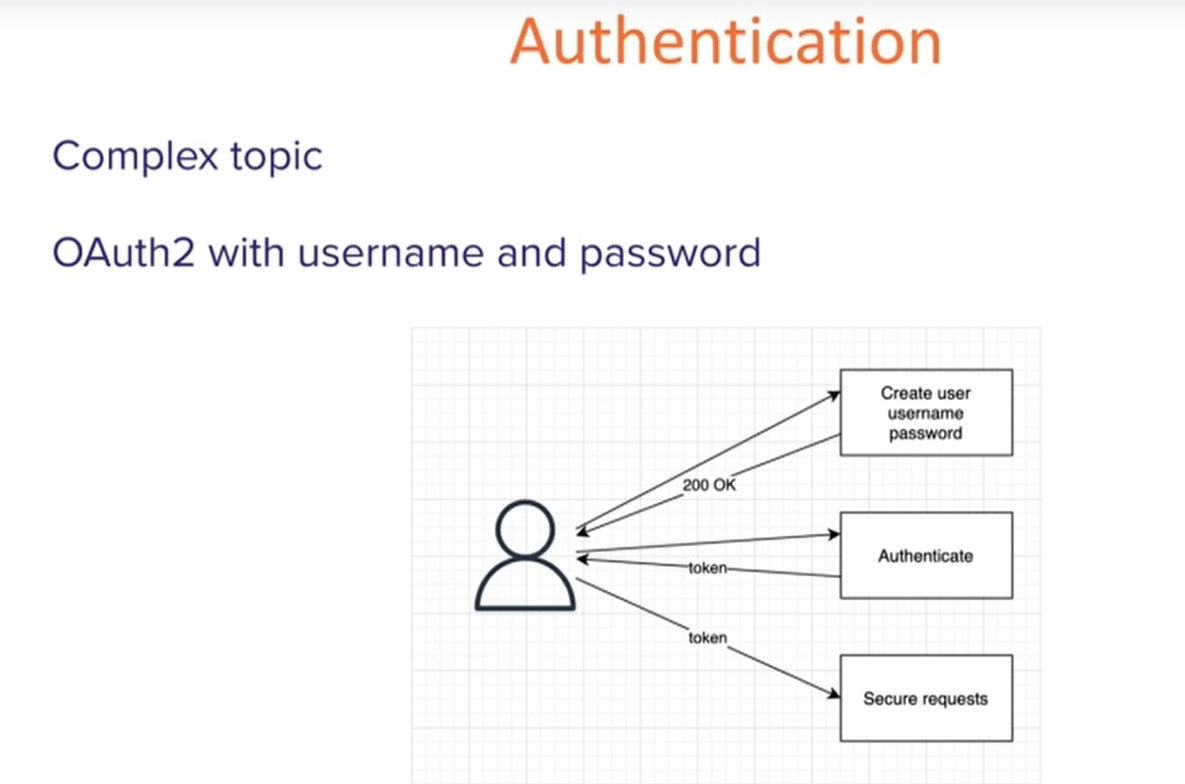 Authentication
Complex topic
OAuth2 with username and password
Create user
username
password
200 OK
Authenticate
token
token
Secure requests